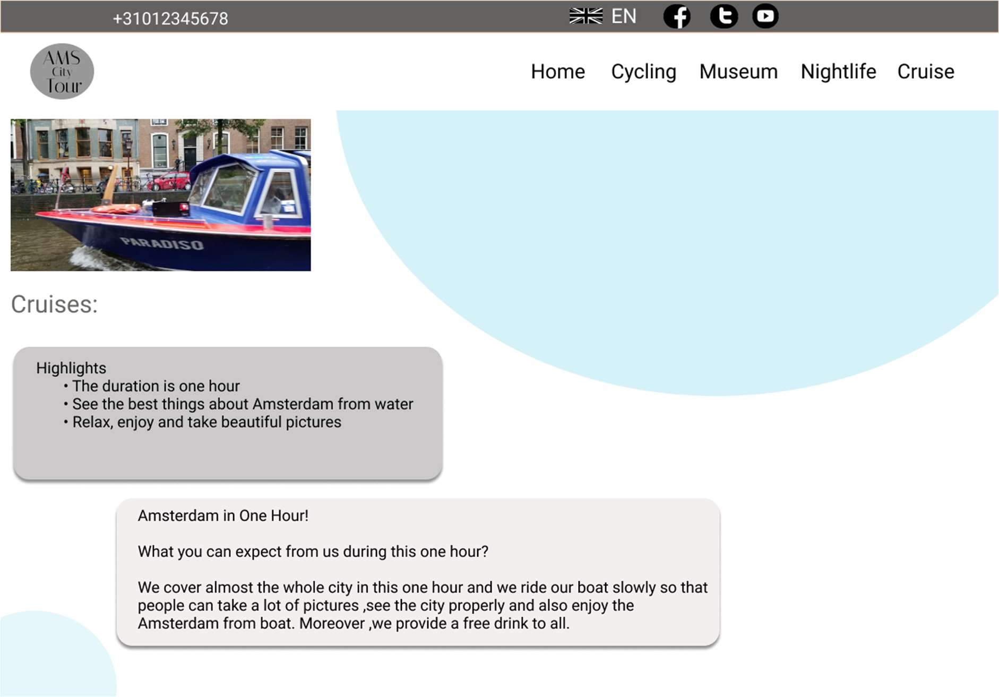 +31012345678
EN
AMS
City
Tour
Home Cycling Museum Nightlife Cruise
PARADISO
Cruises:
Highlights
• The duration is one hour
• See the best things about Amsterdam from water
• Relax, enjoy and take beautiful pictures
Amsterdam in One Hour!
What you can expect from us during this one hour?
We cover almost the whole city in this one hour and we ride our boat slowly so that
people can take a lot of pictures ,see the city properly and also enjoy the
Amsterdam from boat. Moreover ,we provide a free drink to all.